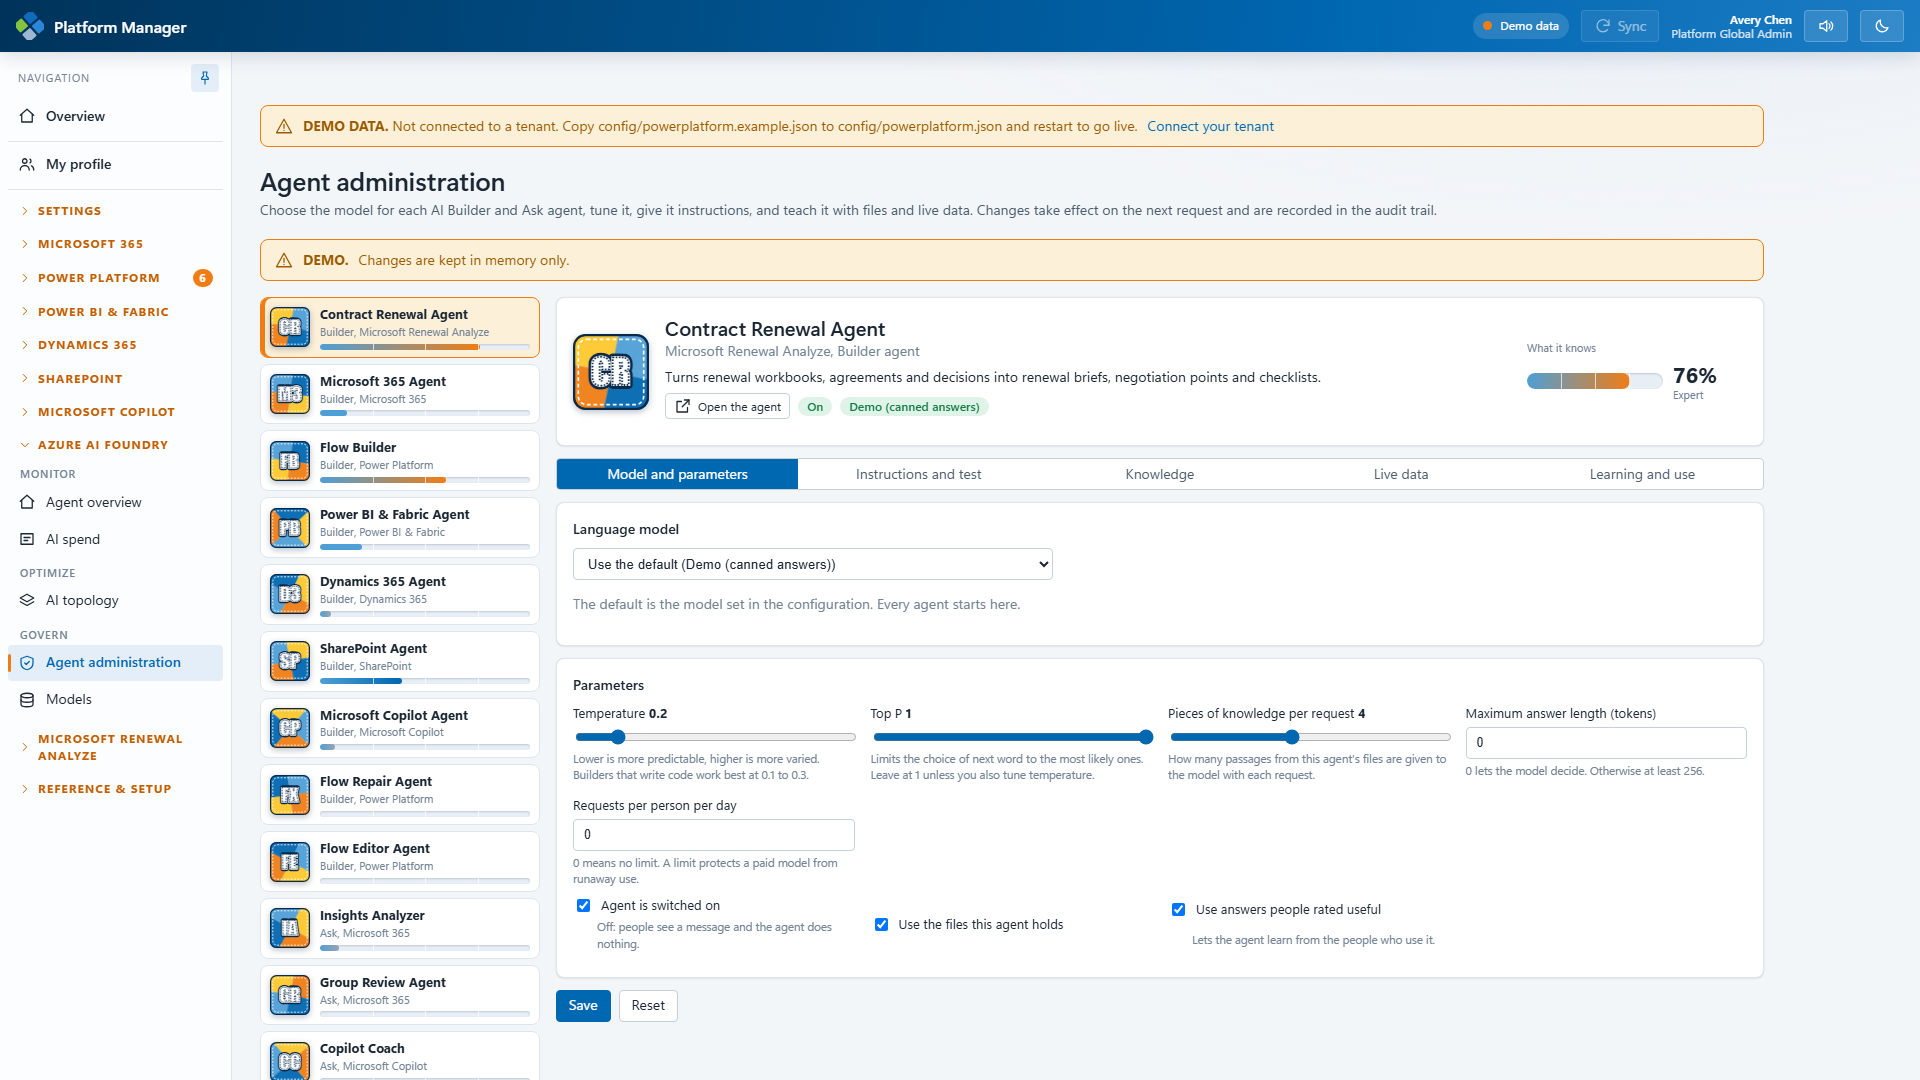 Platform Manager
Demo data
Sync
Avery Chen
Platform Global Admin
NAVIGATION
Overview
My profile
SETTINGS
MICROSOFT 365
POWER PLATFORM
6
POWER BI & FABRIC
DYNAMICS 365
SHAREPOINT
MICROSOFT COPILOT
AZURE AI FOUNDRY
MONITOR
Agent overview
AI spend
OPTIMIZE
AI topology
GOVERN
Agent administration
Models
MICROSOFT RENEWAL
ANALYZE
REFERENCE & SETUP
DEMO DATA. Not connected to a tenant. Copy config/powerplatform.example.json to config/powerplatform.json and restart to go live. Connect your tenant
Agent administration
Choose the model for each AI Builder and Ask agent, tune it, give it instructions, and teach it with files and live data. Changes take effect on the next request and are recorded in the audit trail.
DEMO. Changes are kept in memory only.
CR
Contract Renewal Agent
Builder, Microsoft Renewal Analyze
M3
Microsoft 365 Agent
Builder, Microsoft 365
FB
Flow Builder
Builder, Power Platform
PB
Power BI & Fabric Agent
Builder, Power BI & Fabric
D3
Dynamics 365 Agent
Builder, Dynamics 365
SP
SharePoint Agent
Builder, SharePoint
CP
Microsoft Copilot Agent
Builder, Microsoft Copilot
FX
Flow Repair Agent
Builder, Power Platform
FE
Flow Editor Agent
Builder, Power Platform
IA
Insights Analyzer
Ask, Microsoft 365
GR
Group Review Agent
Ask, Microsoft 365
CC
Copilot Coach
Ask, Microsoft Copilot
CR
Contract Renewal Agent
Microsoft Renewal Analyze, Builder agent
Turns renewal workbooks, agreements and decisions into renewal briefs, negotiation points and checklists.
Open the agent
On
Demo (canned answers)
What it knows
76%
Expert
Model and parameters
Instructions and test
Knowledge
Live data
Learning and use
Language model
Use the default (Demo (canned answers))
The default is the model set in the configuration. Every agent starts here.
Parameters
Temperature 0.2
Lower is more predictable, higher is more varied.
Builders that write code work best at 0.1 to 0.3.
Top P 1
Limits the choice of next word to the most likely ones.
Leave at 1 unless you also tune temperature.
Pieces of knowledge per request 4
How many passages from this agent's files are given to
the model with each request.
Maximum answer length (tokens)
0
0 lets the model decide. Otherwise at least 256.
Requests per person per day
0
0 means no limit. A limit protects a paid model from
runaway use.
Agent is switched on
Off: people see a message and the agent does
nothing.
Use the files this agent holds
Use answers people rated useful
Lets the agent learn from the people who use it.
Save
Reset